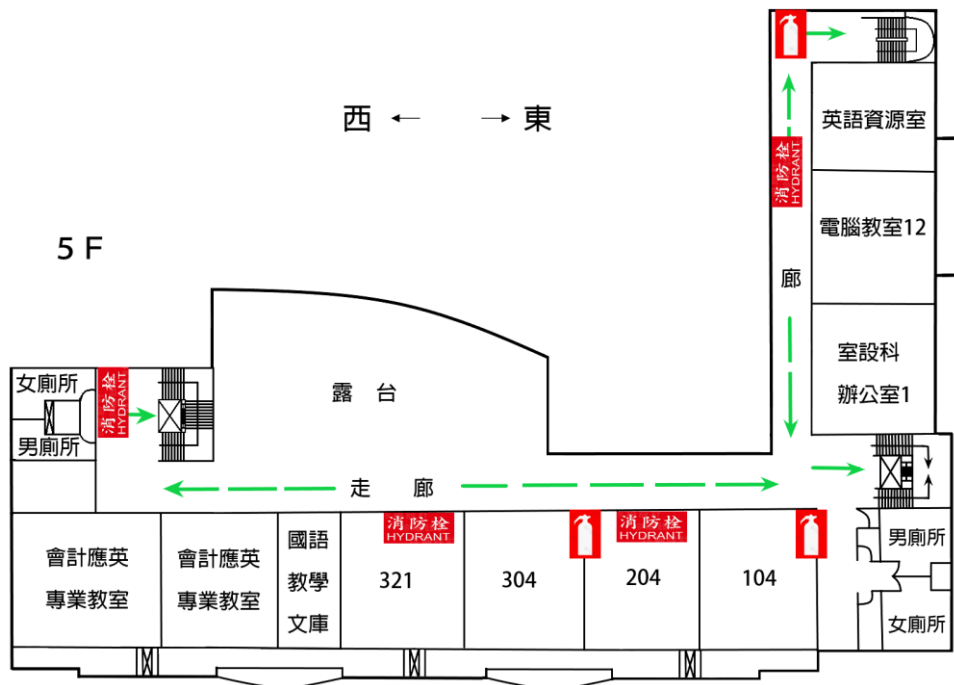 英語資源室
西 ← → 東
消防栓
HYDRANT
電腦教室12
5 F
廊
室設科
辦公室1
女廁所
消防栓
HYDRANT
男廁所
露 台
走 廊
消防栓
HYDRANT
消防栓
HYDRANT
會計應英
專業教室
會計應英
專業教室
國語
教學
文庫
321
304
204
104
男廁所
女廁所